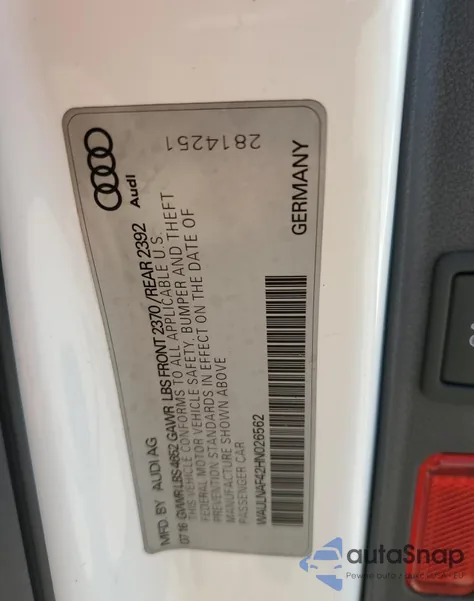 Audi
MFD BY AUDI AG
07 16 GVWR LBS 4652 GAWR LBS FRONT 2370/REAR 2392
THIS VEHICLE CONFORMS TO ALL APPLICABLE U.S.
FEDERAL MOTOR VEHICLE SAFETY, BUMPER AND THEFT
PREVENTION STANDARDS IN EFFECT ON THE DATE OF
MANUFACTURE SHOWN ABOVE
PASSENGER CAR
WAULNAF42HN026562
2814251
GERMANY
autoSnap